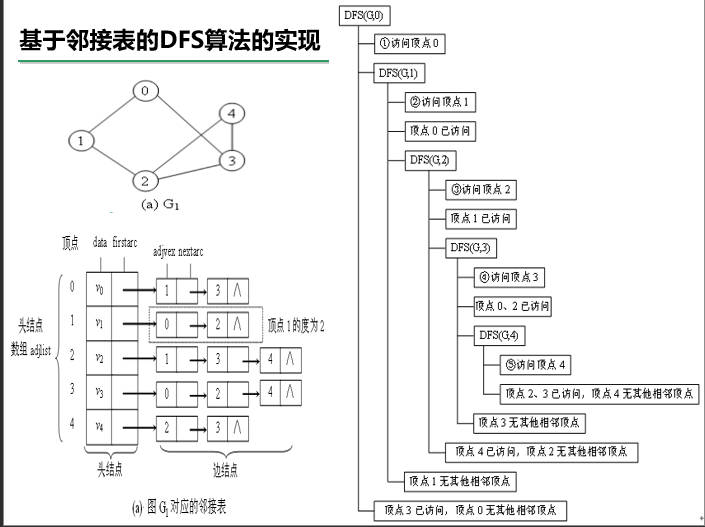 基于邻接表的DFS算法的实现
0
4
1
3
2
(a) G1
顶点 data firstarc adjvex nextarc
0 v0 1 3 ∧
1 v1 0 2 ∧ 顶点 1 的度为 2
头结点
数组 adjlist
2 v2 1 3 4 ∧
3 v3 0 2 4 ∧
4 v4 2 3 ∧
头结点 边结点
(a) 图 G1 对应的邻接表
DFS(G,0)
①访问顶点 0
DFS(G,1)
②访问顶点 1
顶点 0 已访问
DFS(G,2)
③访问顶点 2
顶点 1 已访问
DFS(G,3)
④访问顶点 3
顶点 0、2 已访问
DFS(G,4)
⑤访问顶点 4
顶点 2、3 已访问，顶点 4 无其他相邻顶点
顶点 3 无其他相邻顶点
顶点 4 已访问，顶点 2 无其他相邻顶点
顶点 1 无其他相邻顶点
顶点 3 已访问，顶点 0 无其他相邻顶点